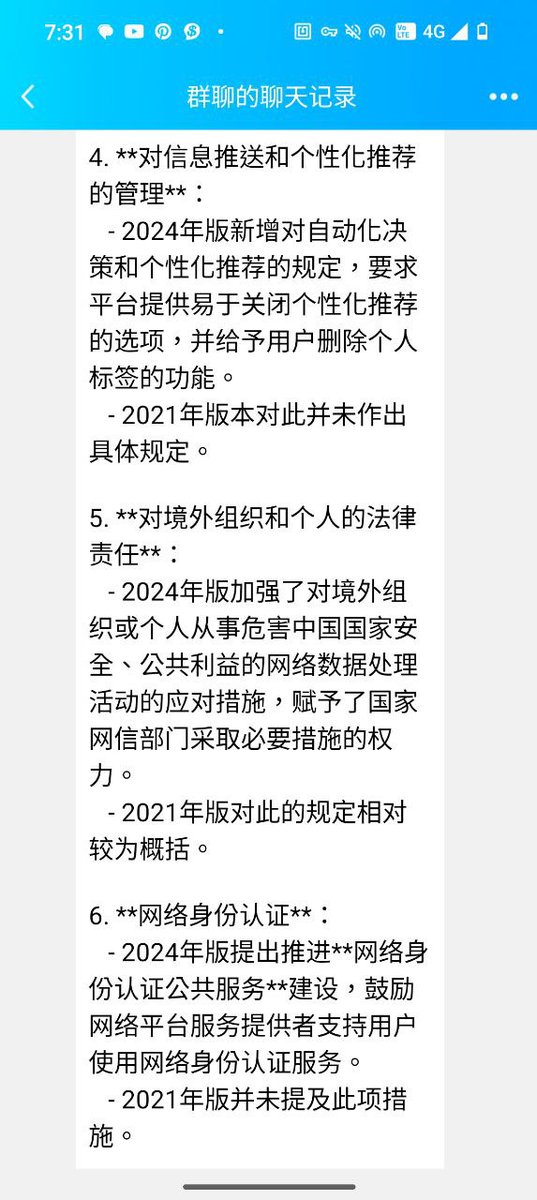 7:31
Vo
LTE
4G
群聊的聊天记录
4. **对信息推送和个性化推荐
的管理**：
- 2024年版新增对自动化决
策和个性化推荐的规定，要求
平台提供易于关闭个性化推荐
的选项，并给予用户删除个人
标签的功能。
- 2021年版本对此并未作出
具体规定。
5. **对境外组织和个人的法律
责任**：
- 2024年版加强了对境外组
织或个人从事危害中国国家安
全、公共利益的网络数据处理
活动的应对措施，赋予了国家
网信部门采取必要措施的权
力。
- 2021年版对此的规定相对
较为概括。
6. **网络身份认证**：
- 2024年版提出推进**网络身
份认证公共服务**建设，鼓励
网络平台服务提供者支持用户
使用网络身份认证服务。
- 2021年版并未提及此项措
施。